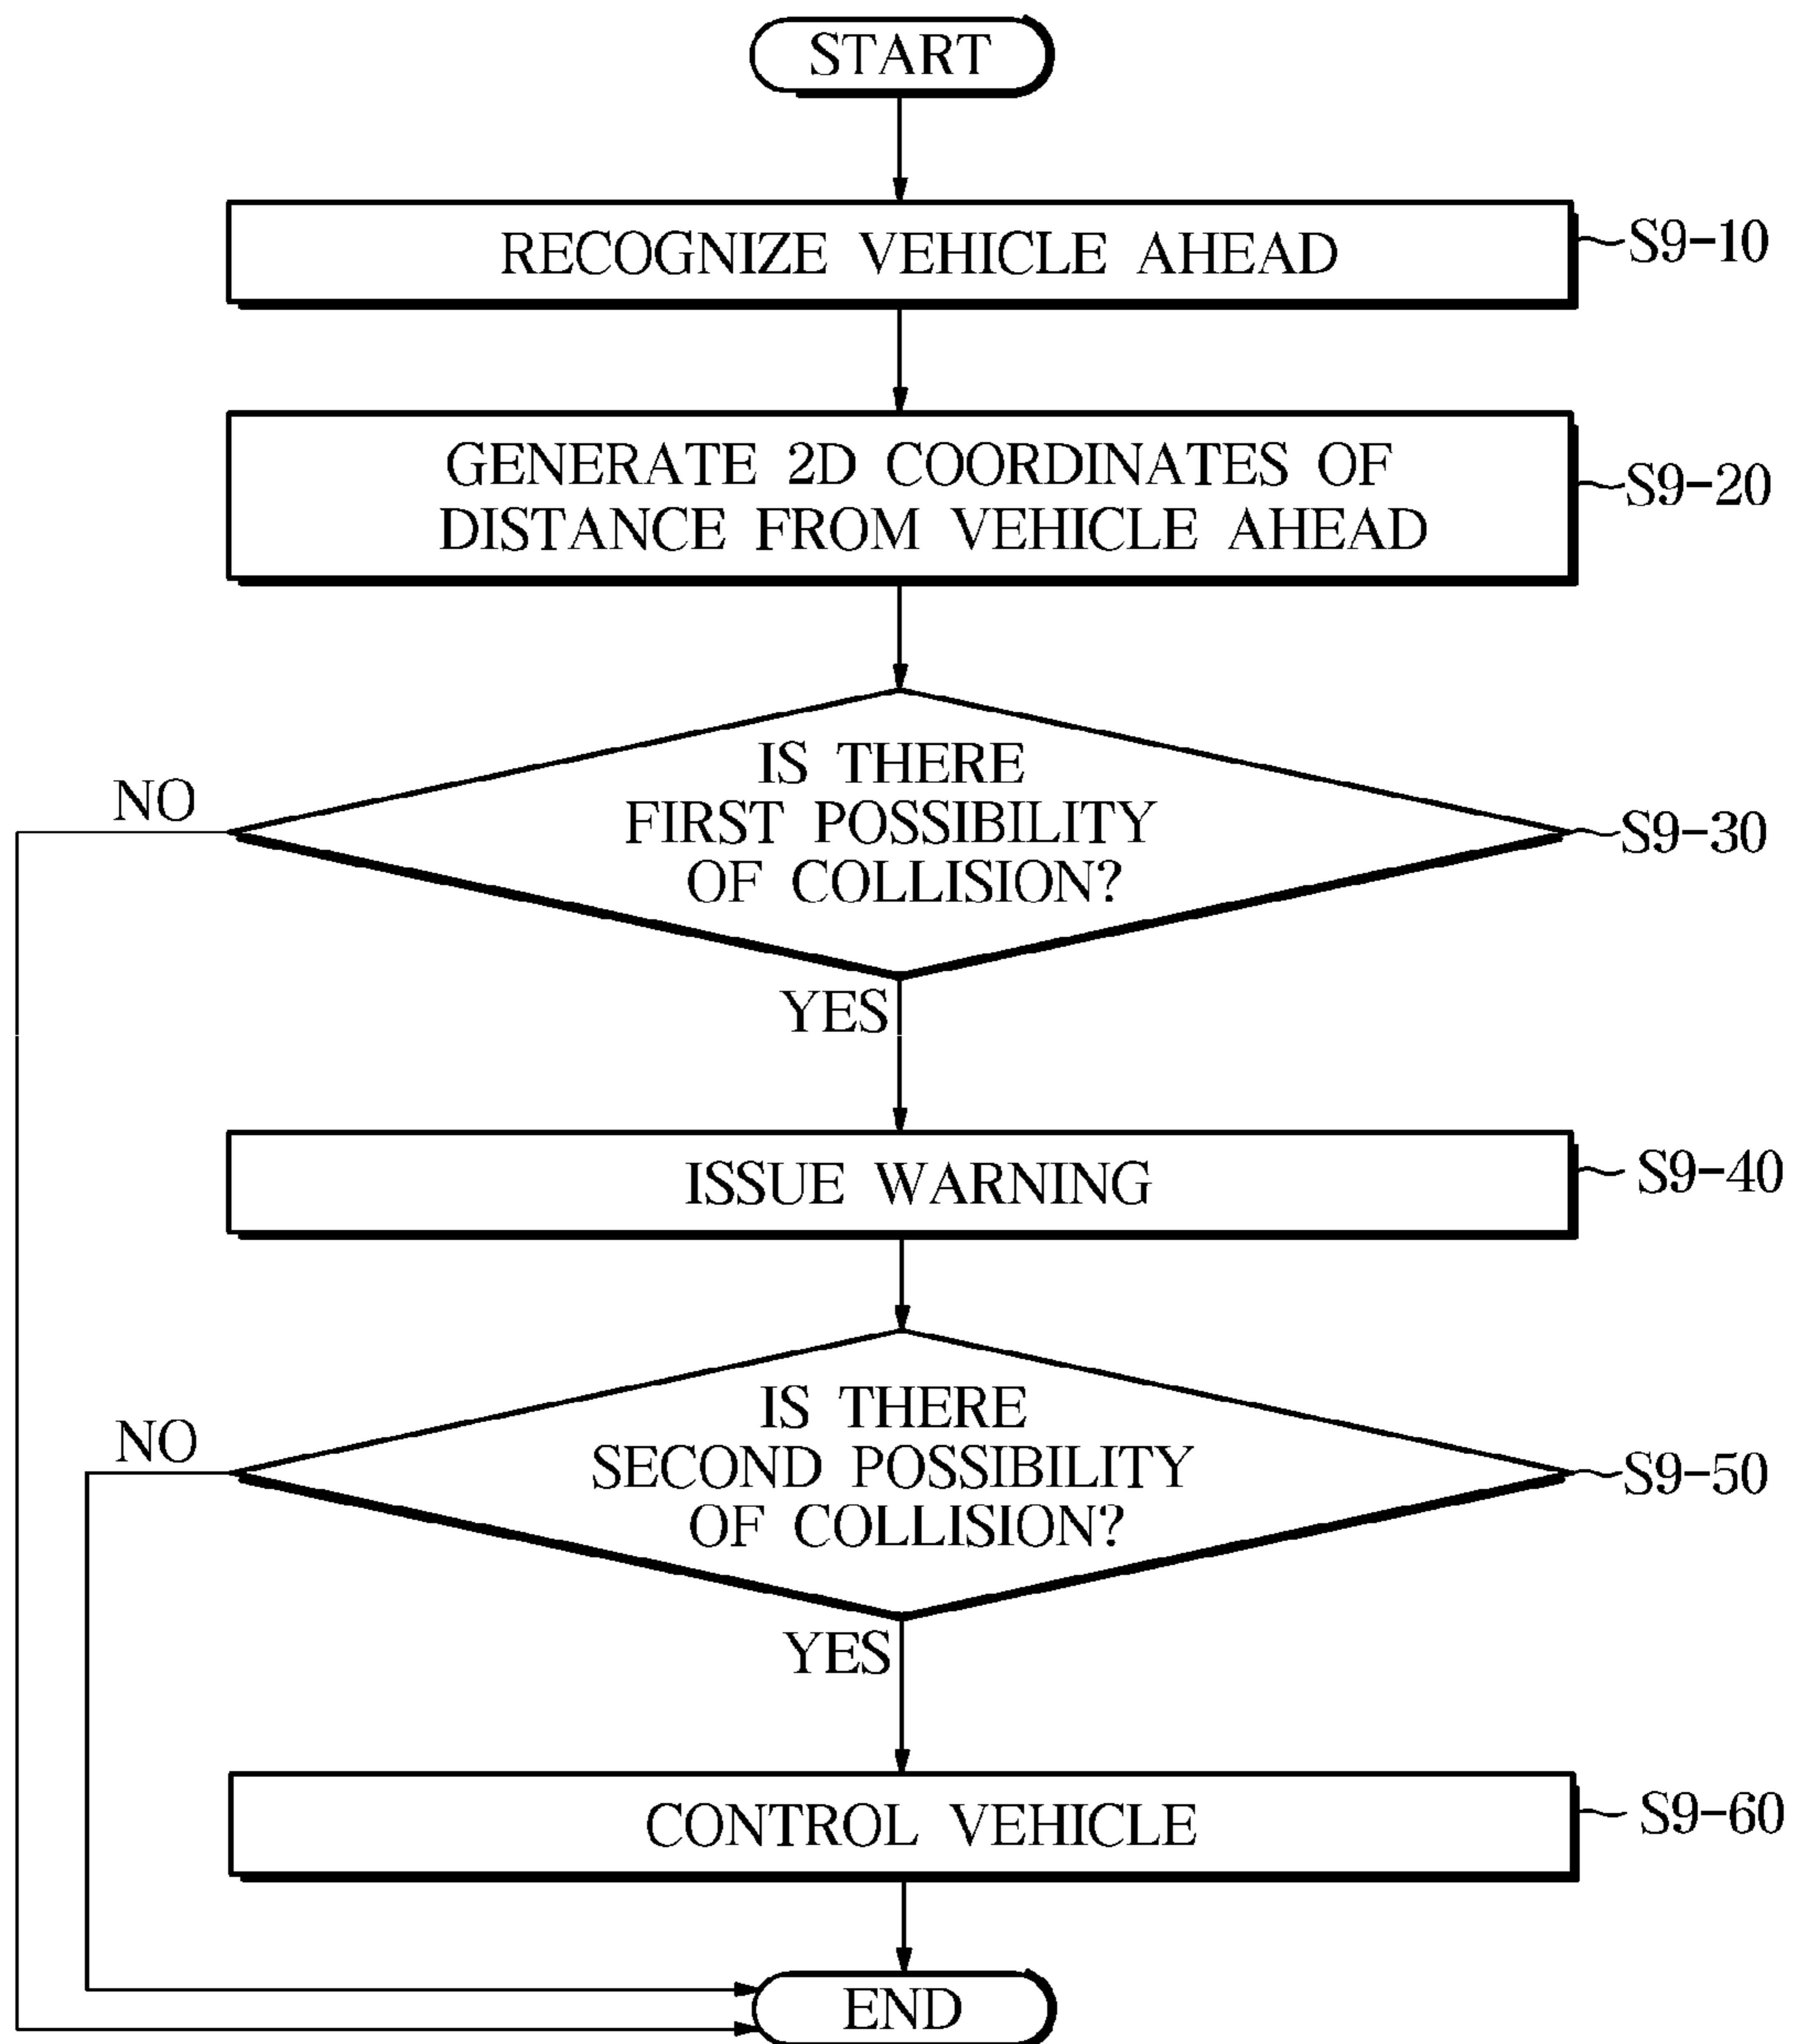 START
RECOGNIZE VEHICLE AHEAD
S9-10
GENERATE 2D COORDINATES OF
DISTANCE FROM VEHICLE AHEAD
S9-20
IS THERE
FIRST POSSIBILITY
OF COLLISION?
NO
S9-30
YES
ISSUE WARNING
S9-40
IS THERE
SECOND POSSIBILITY
OF COLLISION?
NO
S9-50
YES
CONTROL VEHICLE
S9-60
END